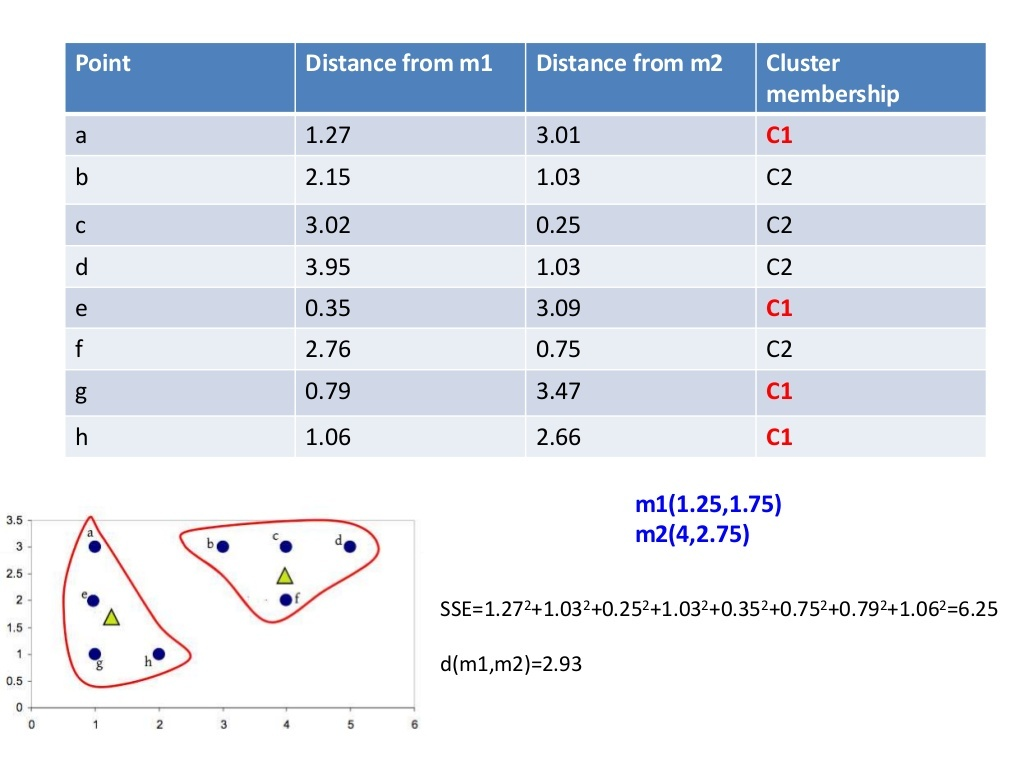 Point Distance from m1 Distance from m2 Cluster
membership
a 1.27 3.01 C1
b 2.15 1.03 C2
c 3.02 0.25 C2
d 3.95 1.03 C2
e 0.35 3.09 C1
f 2.76 0.75 C2
g 0.79 3.47 C1
h 1.06 2.66 C1
m1(1.25,1.75)
m2(4,2.75)
SSE=1.27²+1.03²+0.25²+1.03²+0.35²+0.75²+0.79²+1.06²=6.25
d(m1,m2)=2.93
3.5
3
2.5
2
1.5
1
0.5
0
0 1 2 3 4 5 6
a
b c d
e f
g h